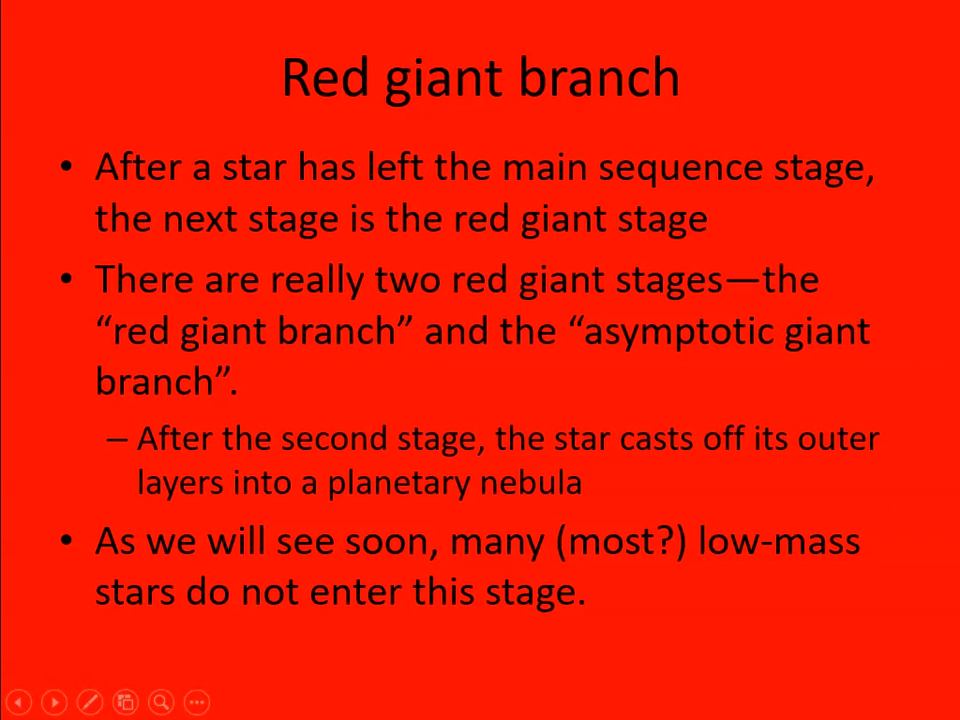 Red giant branch
• After a star has left the main sequence stage,
the next stage is the red giant stage
• There are really two red giant stages—the
“red giant branch” and the “asymptotic giant
branch”.
– After the second stage, the star casts off its outer
layers into a planetary nebula
• As we will see soon, many (most?) low-mass
stars do not enter this stage.